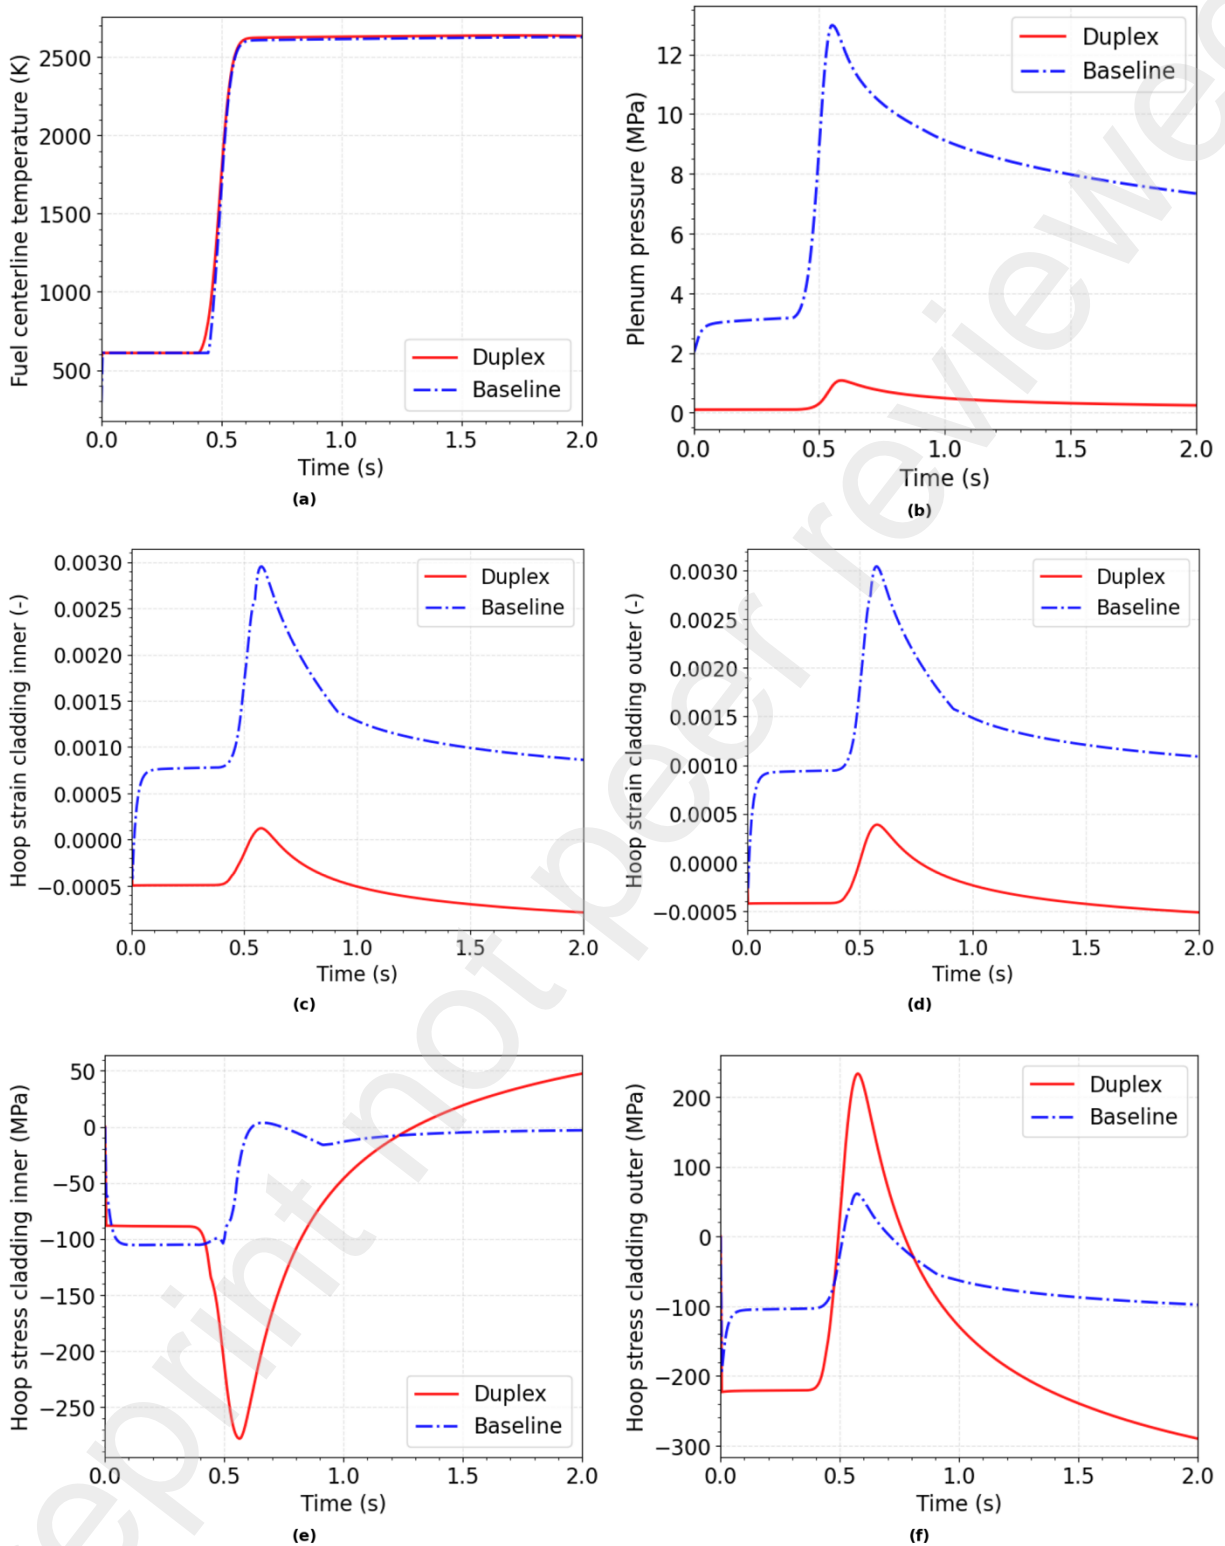 Fuel centerline temperature (K)
2500
2000
1500
1000
500
Duplex
Baseline
0.0 0.5 1.0 1.5 2.0
Time (s)
(a)
Plenum pressure (MPa)
12
10
8
6
4
2
0
Duplex
Baseline
0.0 0.5 1.0 1.5 2.0
Time (s)
(b)
Hoop strain cladding inner (-)
0.0030
0.0025
0.0020
0.0015
0.0010
0.0005
0.0000
−0.0005
Duplex
Baseline
0.0 0.5 1.0 1.5 2.0
Time (s)
(c)
Hoop strain cladding outer (-)
0.0030
0.0025
0.0020
0.0015
0.0010
0.0005
0.0000
−0.0005
Duplex
Baseline
0.0 0.5 1.0 1.5 2.0
Time (s)
(d)
Hoop stress cladding inner (MPa)
50
0
−50
−100
−150
−200
−250
Duplex
Baseline
0.0 0.5 1.0 1.5 2.0
Time (s)
(e)
Hoop stress cladding outer (MPa)
200
100
0
−100
−200
−300
Duplex
Baseline
0.0 0.5 1.0 1.5 2.0
Time (s)
(f)
eprint not peer reviewed